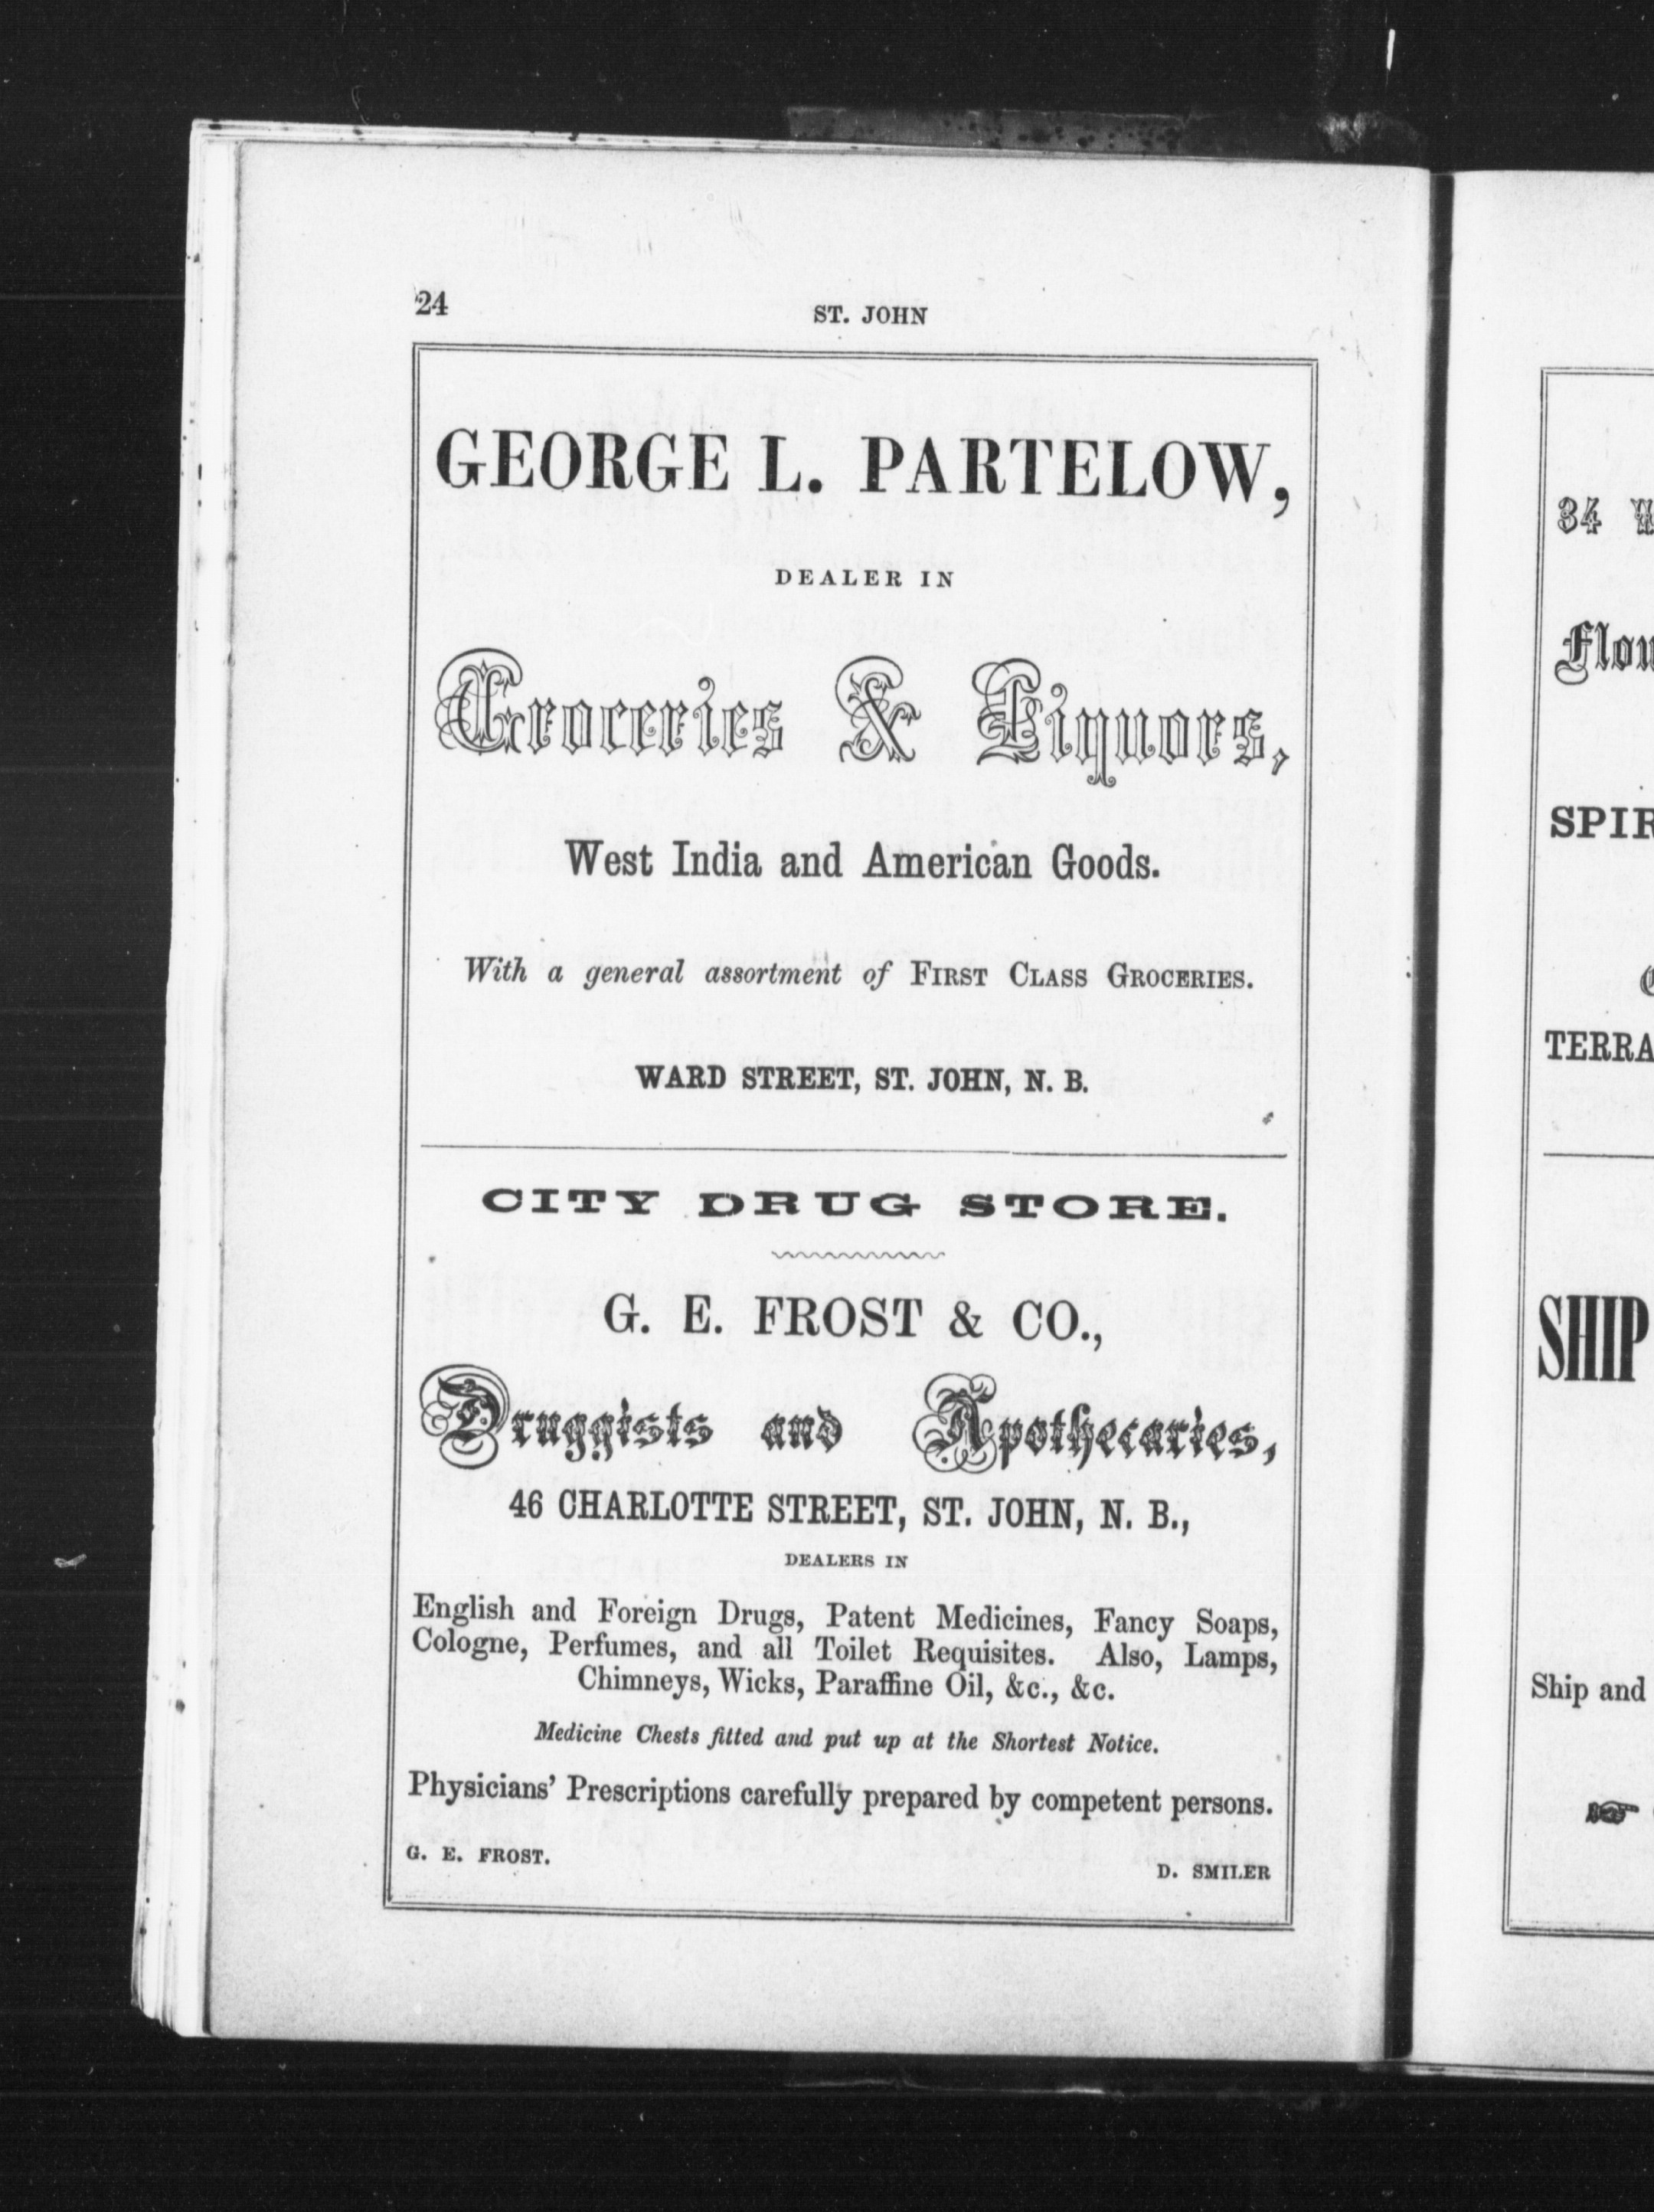 24
ST. JOHN
GEORGE L. PARTELOW,
DEALER IN
Groceries & Liquors,
West India and American Goods.
With a general assortment of FIRST CLASS GROCERIES.
WARD STREET, ST. JOHN, N. B.
CITY DRUG STORE.
G. E. FROST & CO.,
Druggists and Apothecaries,
46 CHARLOTTE STREET, ST. JOHN, N. B.,
DEALERS IN
English and Foreign Drugs, Patent Medicines, Fancy Soaps,
Cologne, Perfumes, and all Toilet Requisites. Also, Lamps,
Chimneys, Wicks, Paraffine Oil, &c., &c.
Medicine Chests fitted and put up at the Shortest Notice.
Physicians' Prescriptions carefully prepared by competent persons.
G. E. FROST.
D. SMILER
34
SHIP
Ship and